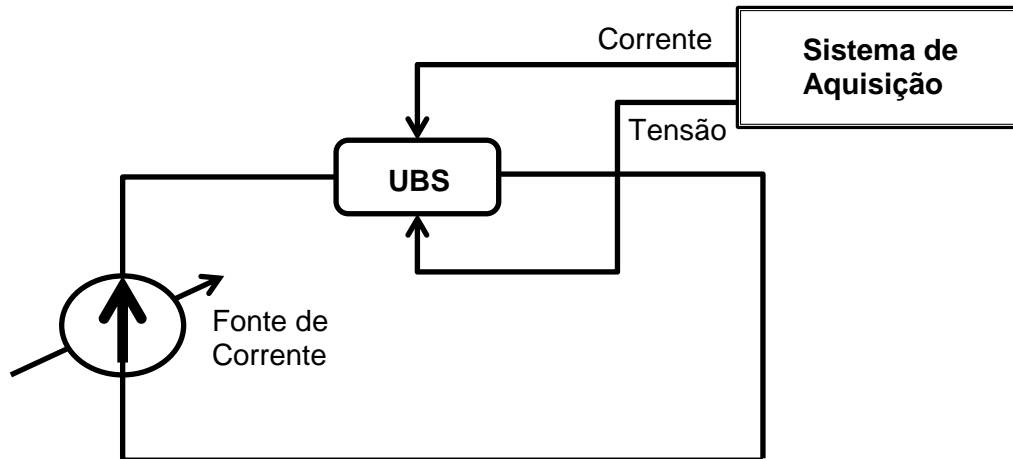 Corrente
Sistema de
Aquisição
Tensão
UBS
Fonte de
Corrente